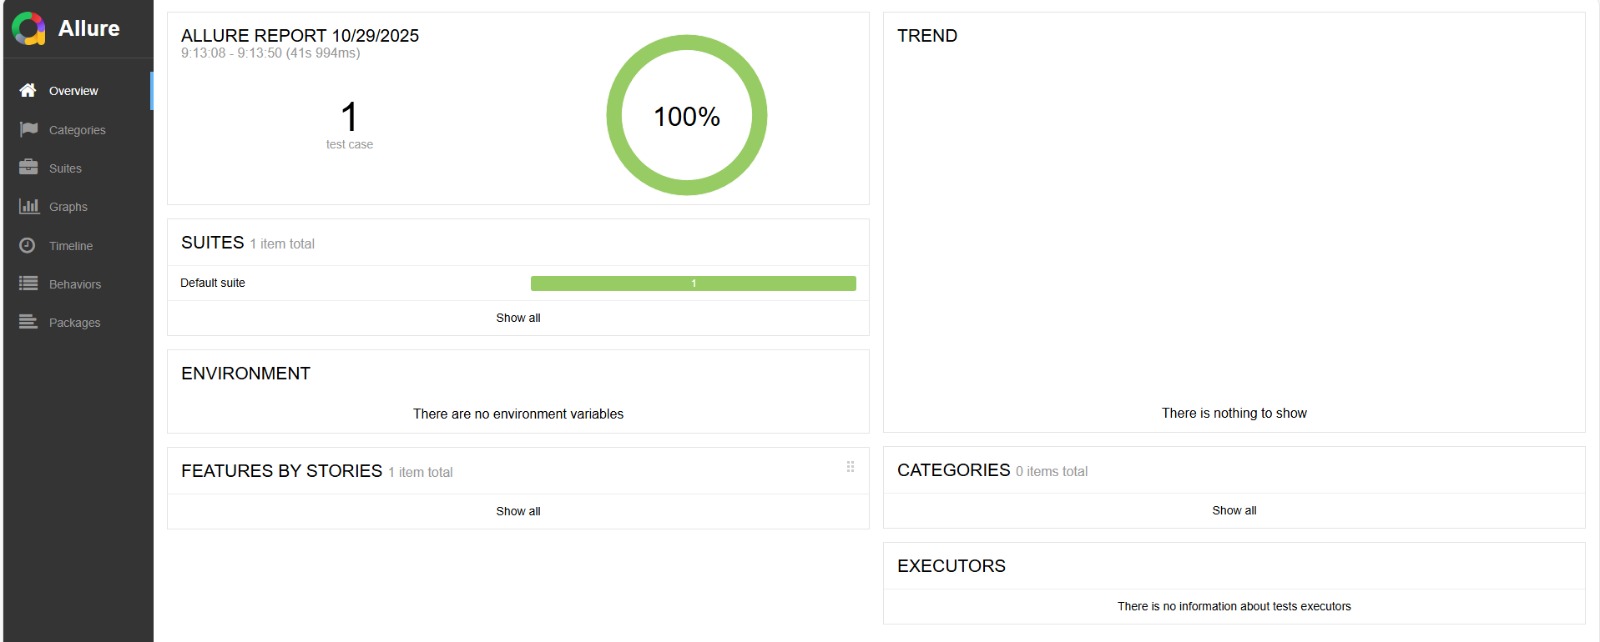 Allure
Overview
Categories
Suites
Graphs
Timeline
Behaviors
Packages
ALLURE REPORT 10/29/2025
9:13:08 - 9:13:50 (41s 994ms)
1
test case
100%
SUITES 1 item total
Default suite 1
Show all
ENVIRONMENT
There are no environment variables
FEATURES BY STORIES 1 item total
Show all
TREND
There is nothing to show
CATEGORIES 0 items total
Show all
EXECUTORS
There is no information about tests executors